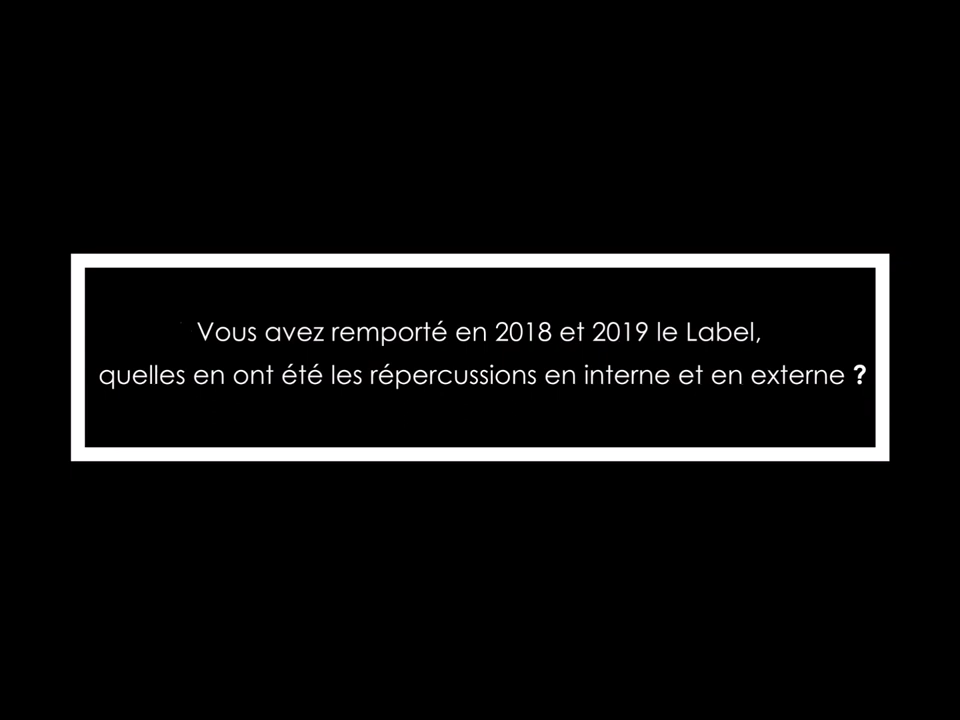 Vous avez remporté en 2018 et 2019 le Label,
quelles en ont été les répercussions en interne et en externe ?